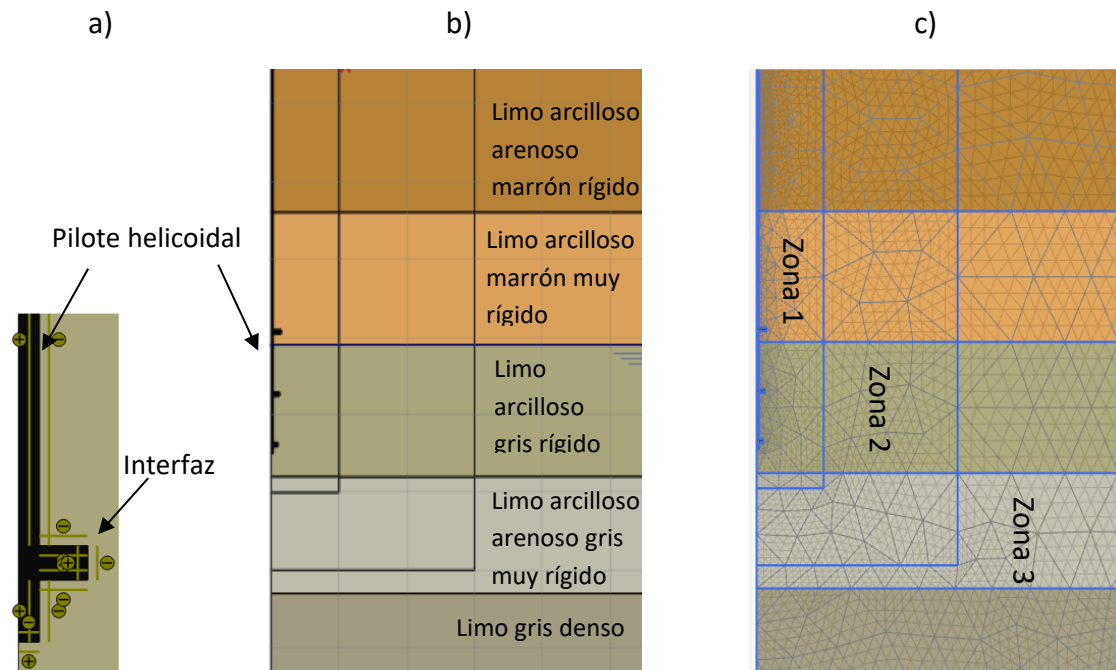 a)
b)
c)
Pilote helicoidal
Interfaz
Limo arcilloso
arenoso
marrón rígido
Limo arcilloso
marrón muy
rígido
Limo
arcilloso
gris rígido
Limo arcilloso
arenoso gris
muy rígido
Limo gris denso
Zona 1
Zona 2
Zona 3